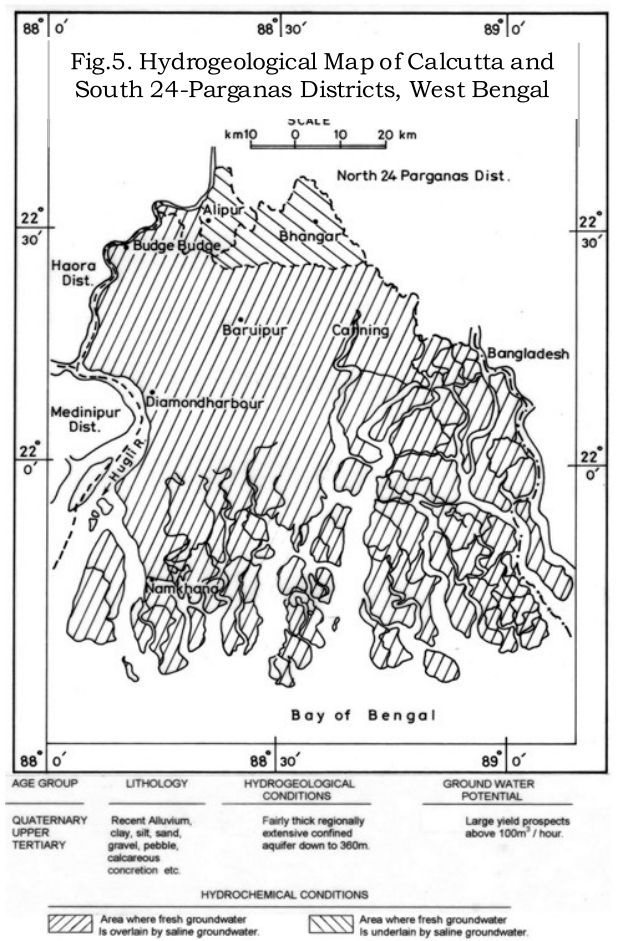 88° 0′ 88° 30′ 89° 0′
Fig.5. Hydrogeological Map of Calcutta and
South 24-Parganas Districts, West Bengal
SCALE
km10 0 10 20 km
North 24 Parganas Dist.
Alipur
22° 30′
22° 30′
Bhangar
Budge Budge
Haora
Dist.
Baruipur
Canning
Bangladesh
Diamondharbour
Medinipur
Dist.
22° 0′
22° 0′
Hugli R.
Namkhana
Bay of Bengal
88° 0′ 88° 30′ 89° 0′
AGE GROUP
LITHOLOGY
HYDROGEOLOGICAL
CONDITIONS
GROUND WATER
POTENTIAL
QUATERNARY
UPPER
TERTIARY
Recent Alluvium,
clay, silt, sand,
gravel, pebble,
calcareous
concretion etc.
Fairly thick regionally
extensive confined
aquifer down to 360m.
Large yield prospects
above 100m³ / hour.
HYDROCHEMICAL CONDITIONS
Area where fresh groundwater
Is overlain by saline groundwater.
Area where fresh groundwater
Is underlain by saline groundwater.